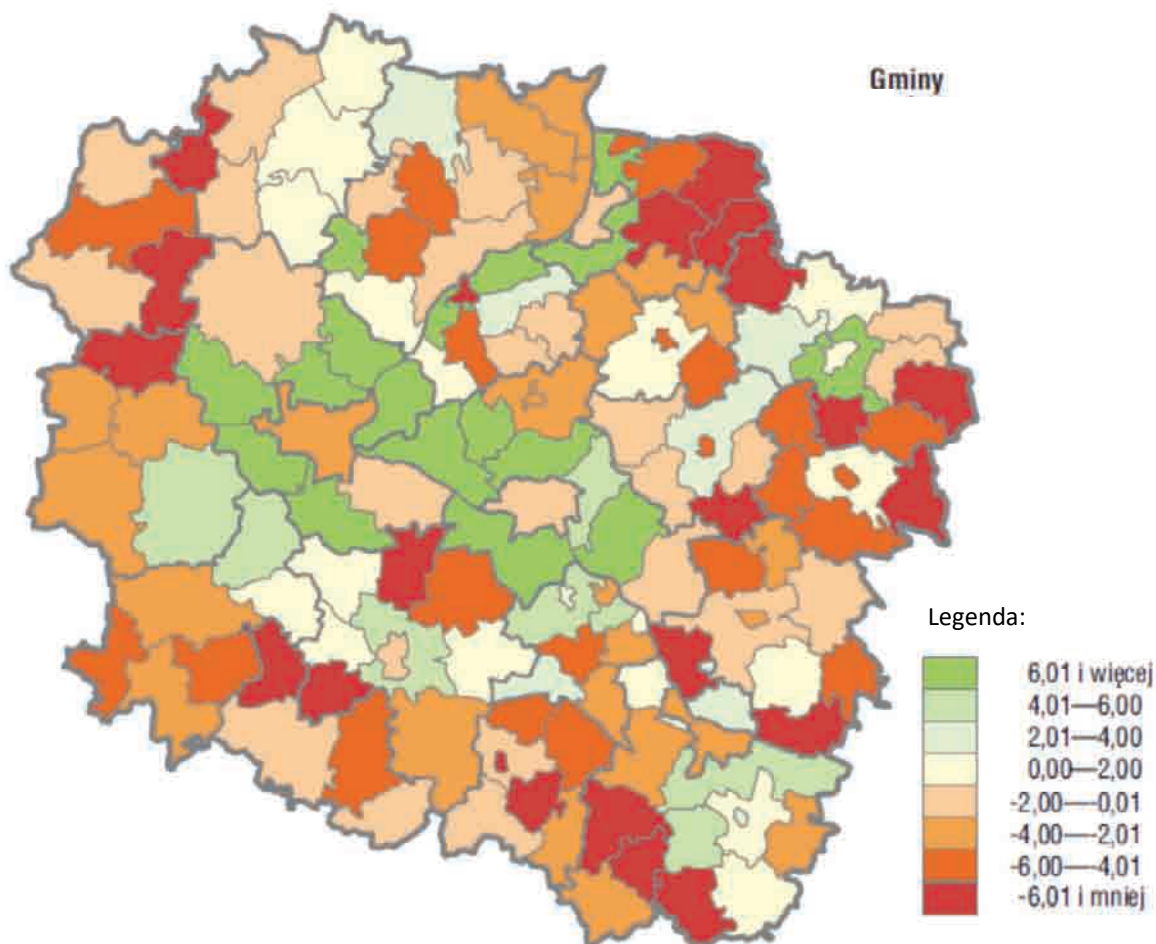 Gminy
Legenda:
6,01 i więcej
4,01—6,00
2,01—4,00
0,00—2,00
-2,00—-0,01
-4,00—-2,01
-6,00—-4,01
-6,01 i mniej